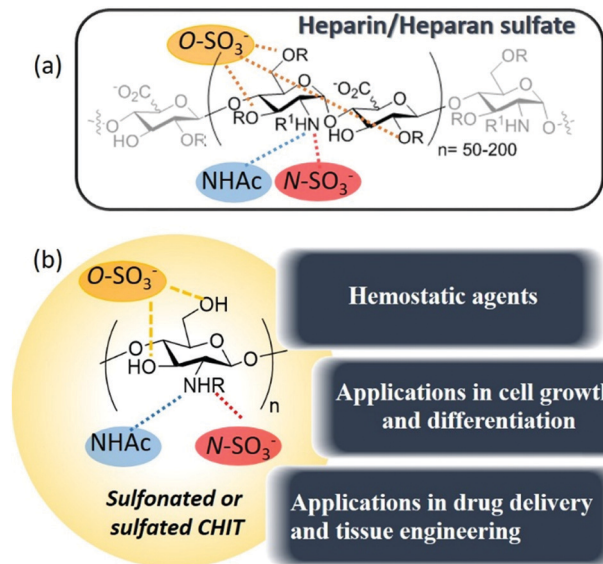 Heparin/Heparan sulfate
(a)
O-SO₃⁻
OR
⁻O₂C
⁻O₂C
OR
O
O
O
O
O
O
O
O
O
HO
OR
RO
R¹HN
HO
OR
RO
R¹HN
O
n= 50-200
NHAc
N-SO₃⁻
(b)
O-SO₃⁻
OH
O
O
O
HO
NHR
n
NHAc
N-SO₃⁻
Sulfonated or
sulfated CHIT
Hemostatic agents
Applications in cell growth
and differentiation
Applications in drug delivery
and tissue engineering